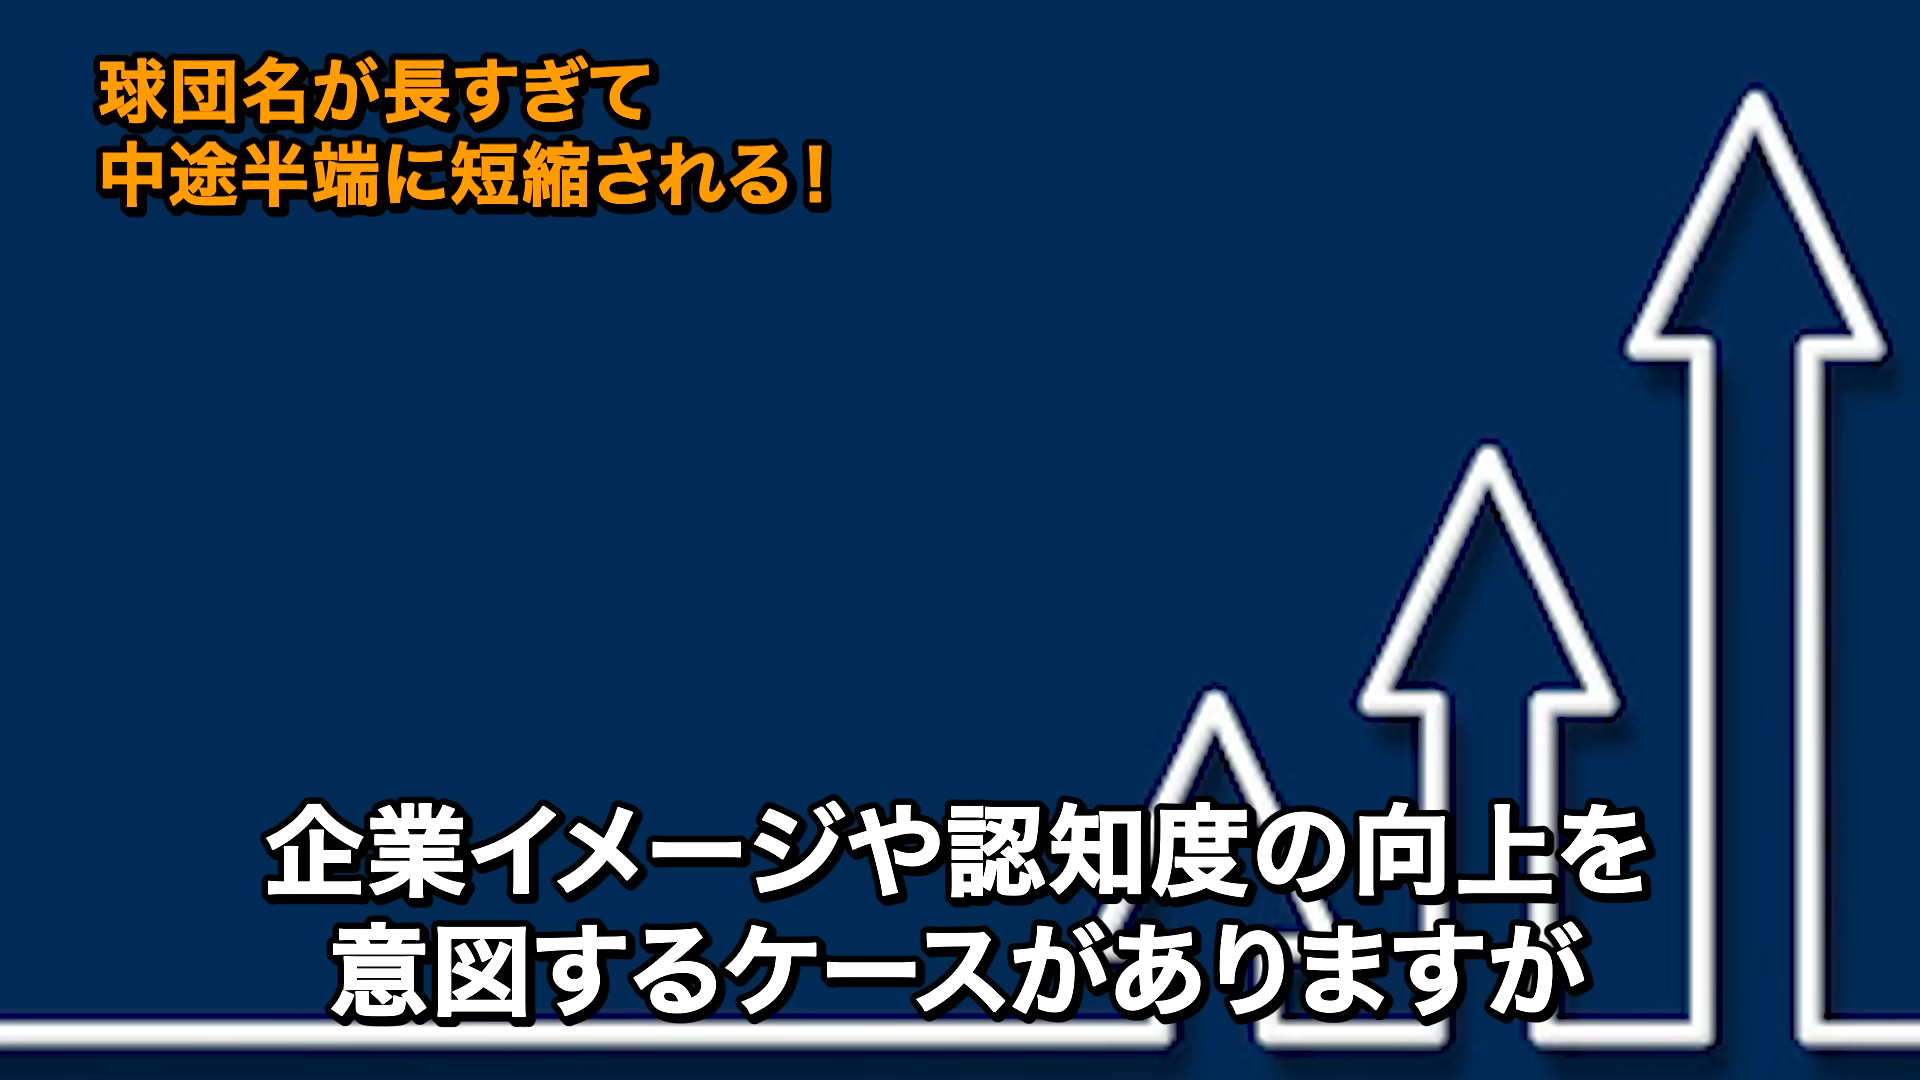 球団名が長すぎて
中途半端に短縮される！
企業イメージや認知度の向上を
意図するケースがありますが